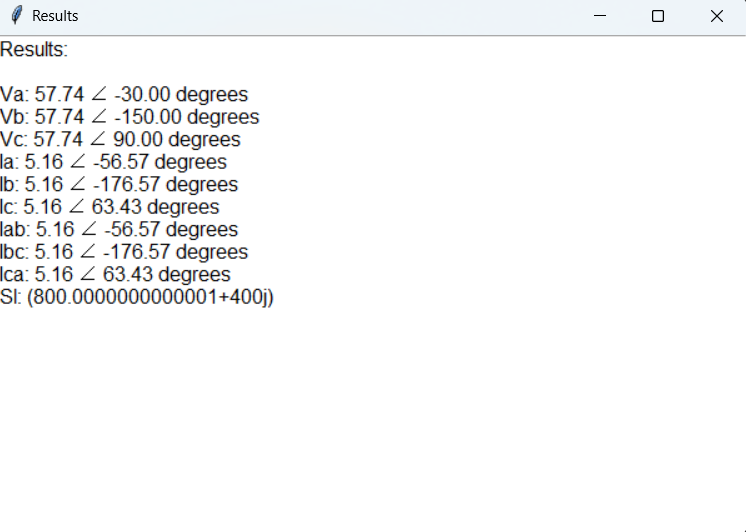 Results
Results:
Va: 57.74 ∠ -30.00 degrees
Vb: 57.74 ∠ -150.00 degrees
Vc: 57.74 ∠ 90.00 degrees
Ia: 5.16 ∠ -56.57 degrees
Ib: 5.16 ∠ -176.57 degrees
Ic: 5.16 ∠ 63.43 degrees
Iab: 5.16 ∠ -56.57 degrees
Ibc: 5.16 ∠ -176.57 degrees
Ica: 5.16 ∠ 63.43 degrees
Sl: (800.0000000000001+400j)